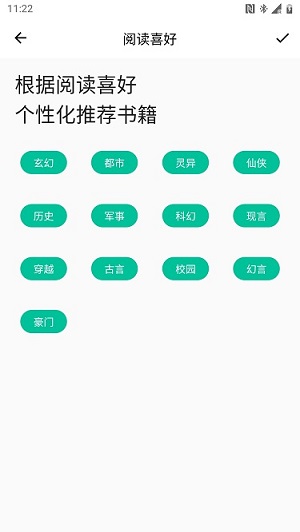 11:22
阅读喜好
根据阅读喜好
个性化推荐书籍
玄幻 都市 灵异 仙侠
历史 军事 科幻 现言
穿越 古言 校园 幻言
豪门